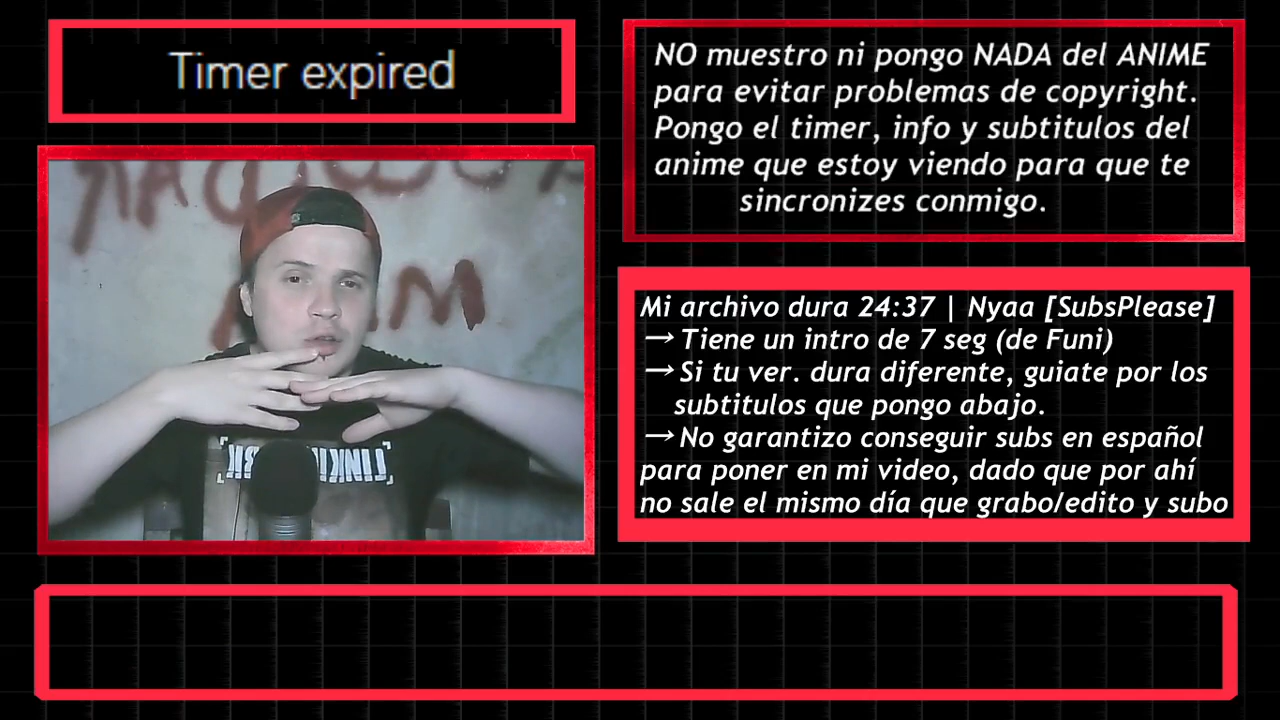 Timer expired
NO muestro ni pongo NADA del ANIME
para evitar problemas de copyright.
Pongo el timer, info y subtitulos del
anime que estoy viendo para que te
sincronizes conmigo.
Mi archivo dura 24:37 | Nyaa [SubsPlease]
→ Tiene un intro de 7 seg (de Funi)
→ Si tu ver. dura diferente, guiate por los
subtitulos que pongo abajo.
→ No garantizo conseguir subs en español
para poner en mi video, dado que por ahí
no sale el mismo día que grabo/edito y subo